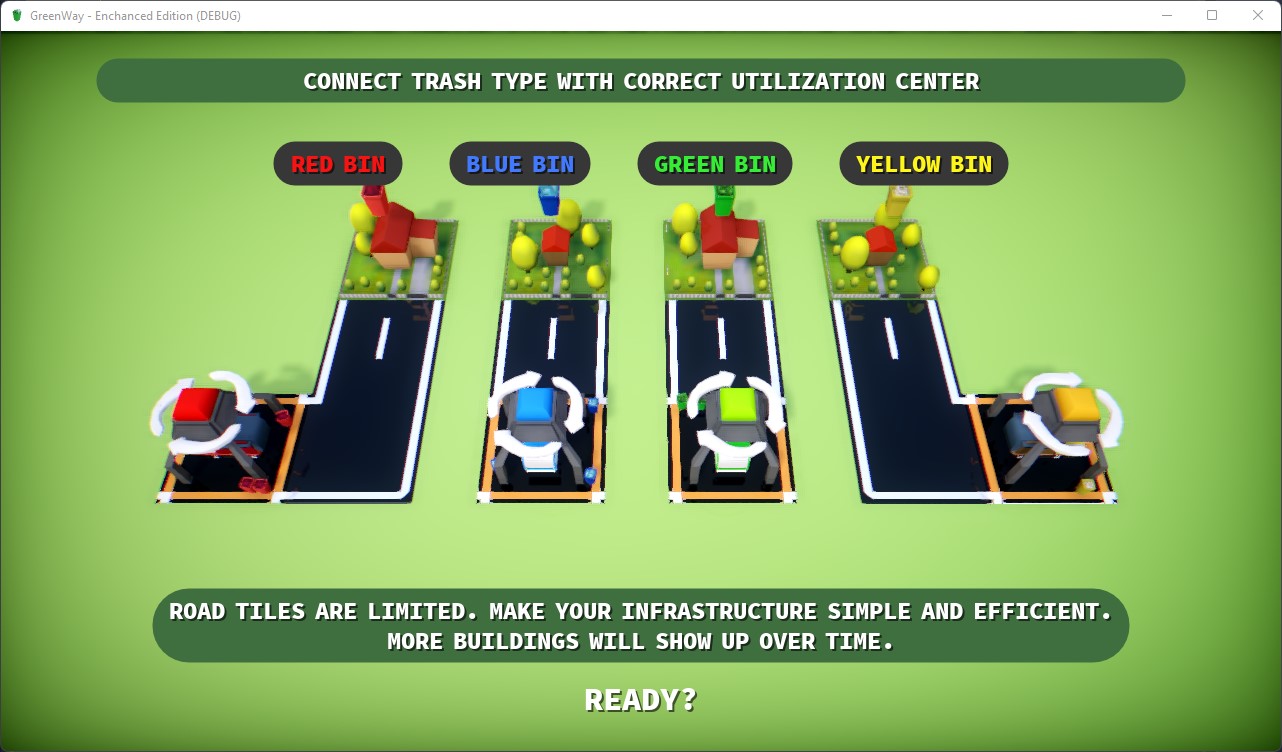 GreenWay - Enchanced Edition (DEBUG)
CONNECT TRASH TYPE WITH CORRECT UTILIZATION CENTER
RED BIN
BLUE BIN
GREEN BIN
YELLOW BIN
ROAD TILES ARE LIMITED. MAKE YOUR INFRASTRUCTURE SIMPLE AND EFFICIENT.
MORE BUILDINGS WILL SHOW UP OVER TIME.
READY?